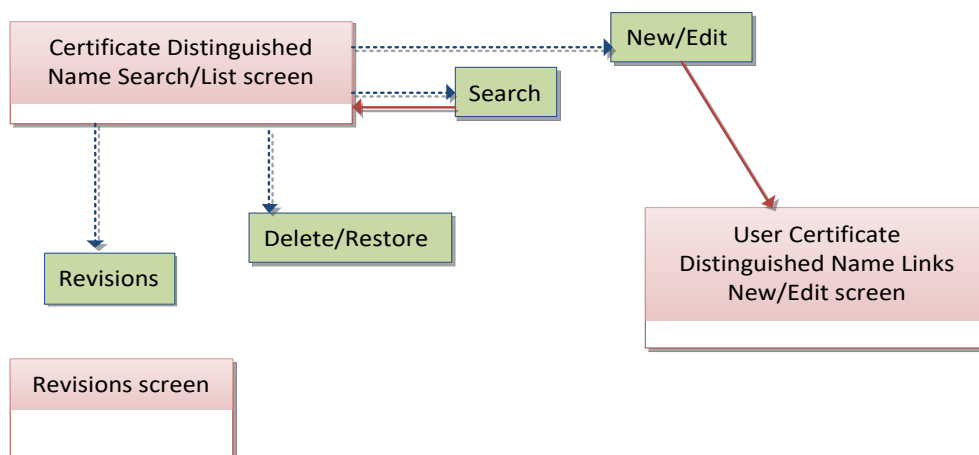 Certificate Distinguished
Name Search/List screen
New/Edit
Search
Delete/Restore
Revisions
User Certificate
Distinguished Name Links
New/Edit screen
Revisions screen